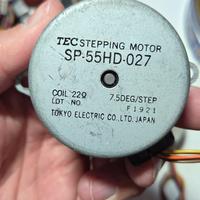 TEC STEPPING MOTOR
SP-55HD-027
COIL 22Ω 7.5DEG/STEP
LOT NO. F1921
TOKYO ELECTRIC CO.,LTD. JAPAN